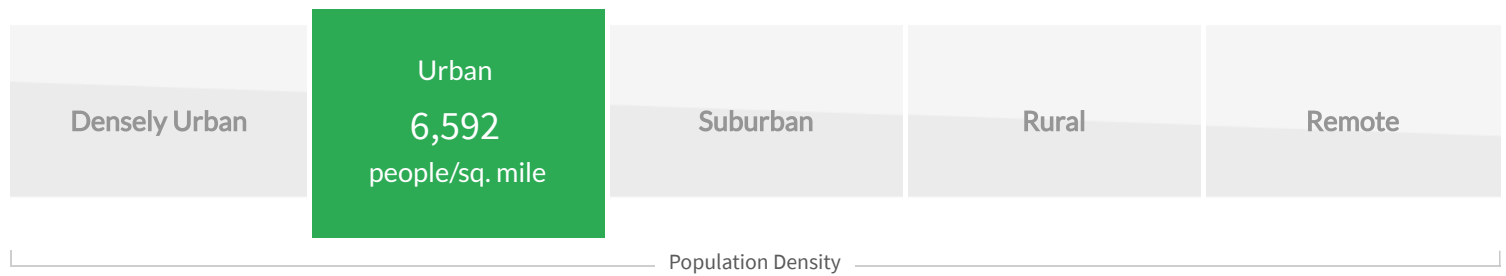 Densely Urban
Urban
6,592
people/sq. mile
Suburban
Rural
Remote
Population Density